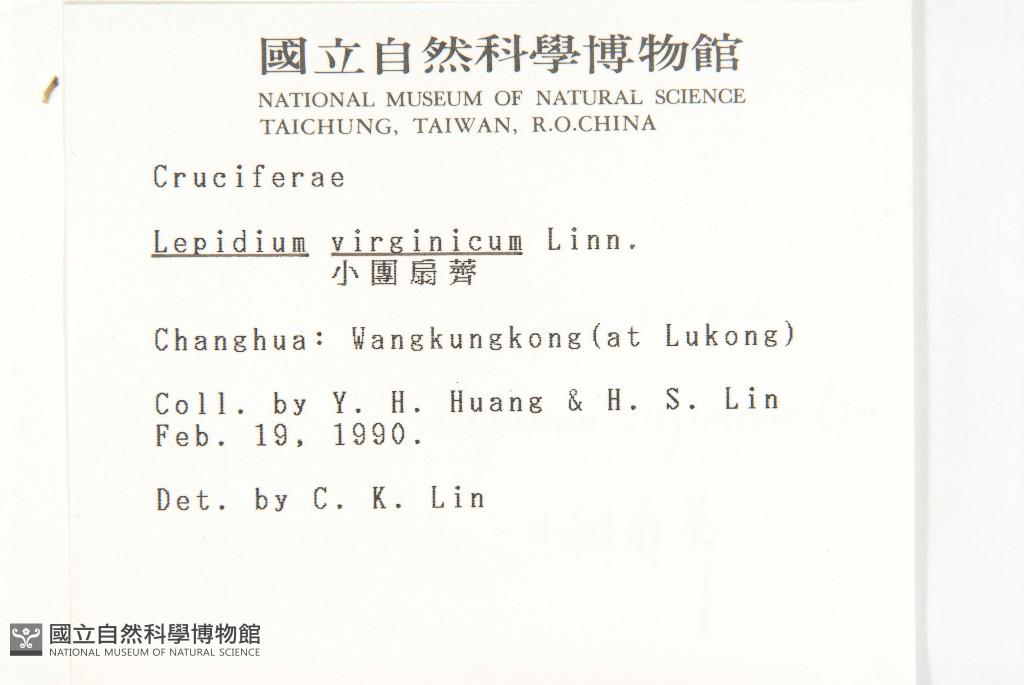 國立自然科學博物館
NATIONAL MUSEUM OF NATURAL SCIENCE
TAICHUNG, TAIWAN, R.O.CHINA
Cruciferae
Lepidium virginicum Linn.
小團扇薺
Changhua: Wangkungkong(at Lukong)
Coll. by Y. H. Huang & H. S. Lin
Feb. 19, 1990.
Det. by C. K. Lin
國立自然科學博物館
NATIONAL MUSEUM OF NATURAL SCIENCE